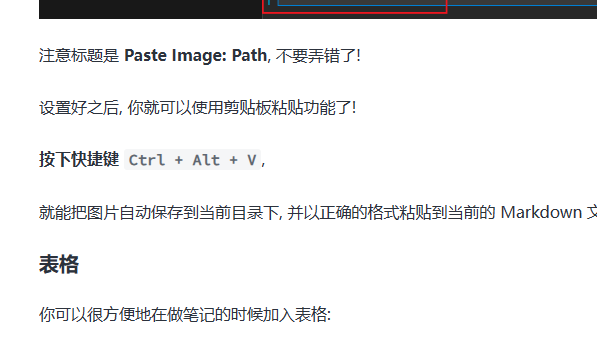 注意标题是 Paste Image: Path, 不要弄错了!
设置好之后, 你就可以使用剪贴板粘贴功能了!
按下快捷键 Ctrl + Alt + V,
就能把图片自动保存到当前目录下, 并以正确的格式粘贴到当前的 Markdown 文
表格
你可以很方便地在做笔记的时候加入表格: